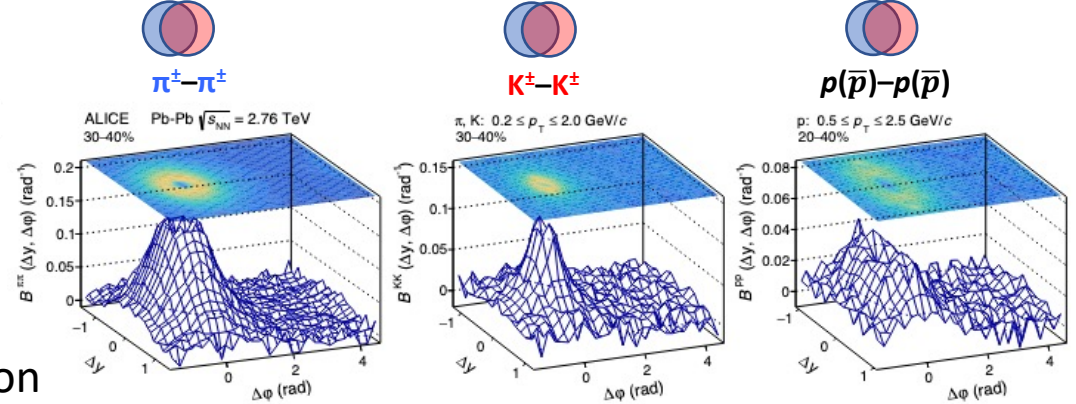 π±–π±
K±–K±
p(p̅)–p(p̅)
ALICE Pb-Pb √sNN = 2.76 TeV
30–40%
π, K: 0.2 ≤ pT ≤ 2.0 GeV/c
30–40%
p: 0.5 ≤ pT ≤ 2.5 GeV/c
20–40%
Bππ (Δy, Δφ) (rad⁻¹)
0.2
0.15
0.1
0.05
0
−1
0
1
Δy
0
2
4
Δφ (rad)
BKK (Δy, Δφ) (rad⁻¹)
0.15
0.1
0.05
0
−1
0
1
Δy
0
2
4
Δφ (rad)
Bpp (Δy, Δφ) (rad⁻¹)
0.08
0.06
0.04
0.02
0
−1
0
1
Δy
0
2
4
Δφ (rad)
on